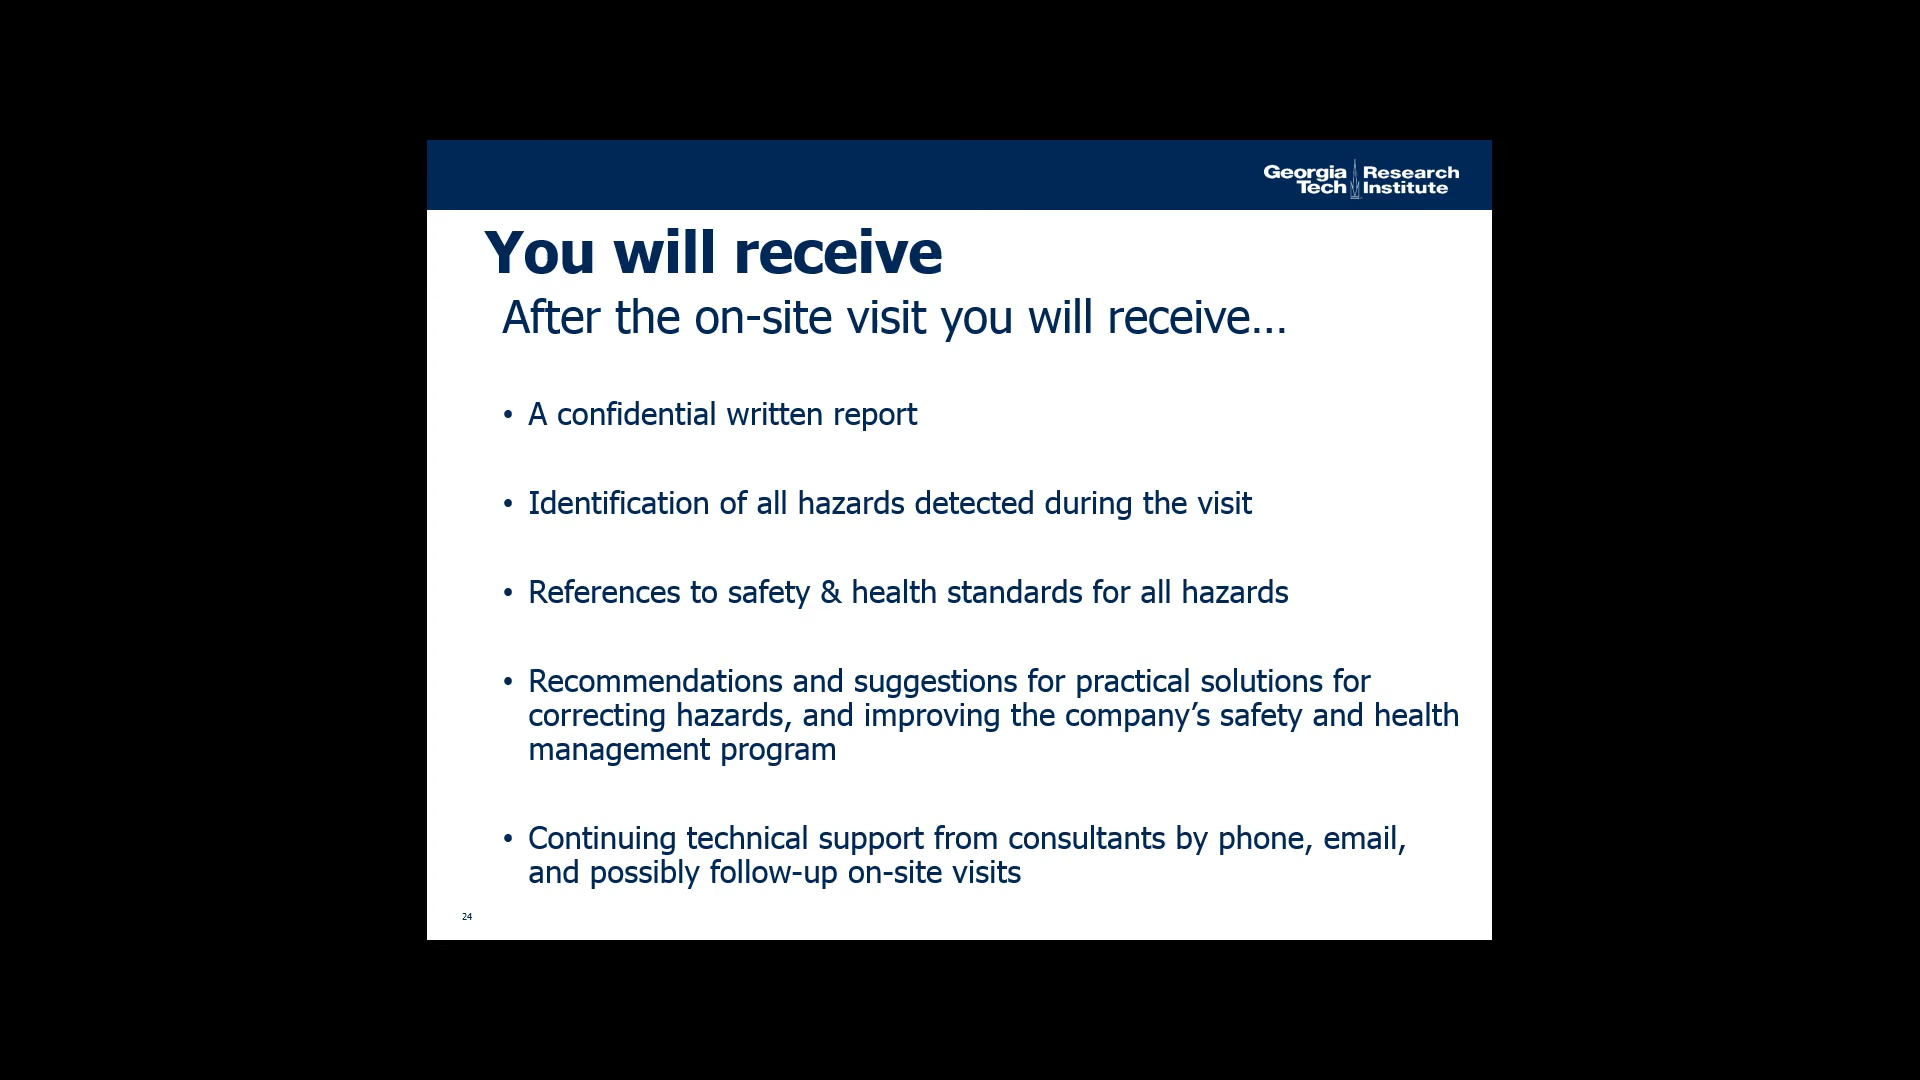 Georgia Tech Research Institute
You will receive
After the on-site visit you will receive…
• A confidential written report
• Identification of all hazards detected during the visit
• References to safety & health standards for all hazards
• Recommendations and suggestions for practical solutions for
correcting hazards, and improving the company’s safety and health
management program
• Continuing technical support from consultants by phone, email,
and possibly follow-up on-site visits
24